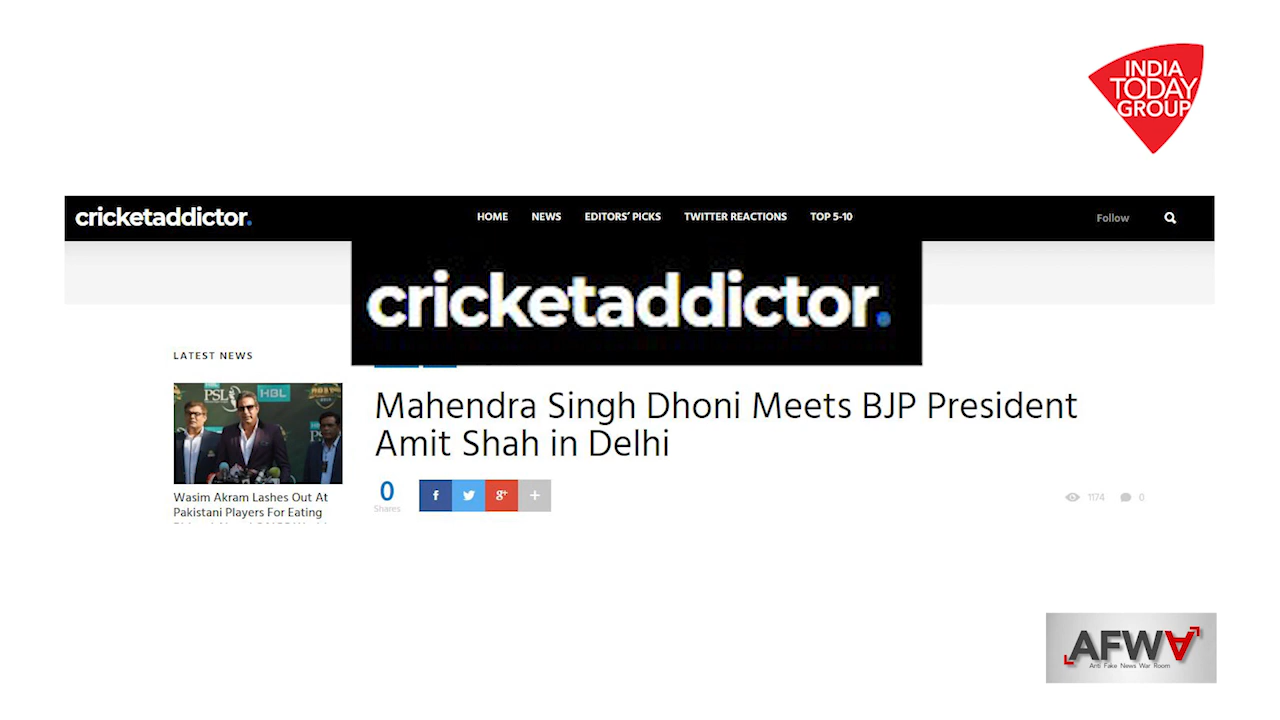 INDIA
TODAY
GROUP
cricketaddictor.
HOME NEWS EDITORS' PICKS TWITTER REACTIONS TOP 5-10
Follow
cricketaddictor.
LATEST NEWS
PSL HBL
Wasim Akram Lashes Out At
Pakistani Players For Eating
Mahendra Singh Dhoni Meets BJP President
Amit Shah in Delhi
0
Shares
f g+ +
1174 0
AFWA
Anti Fake News War Room